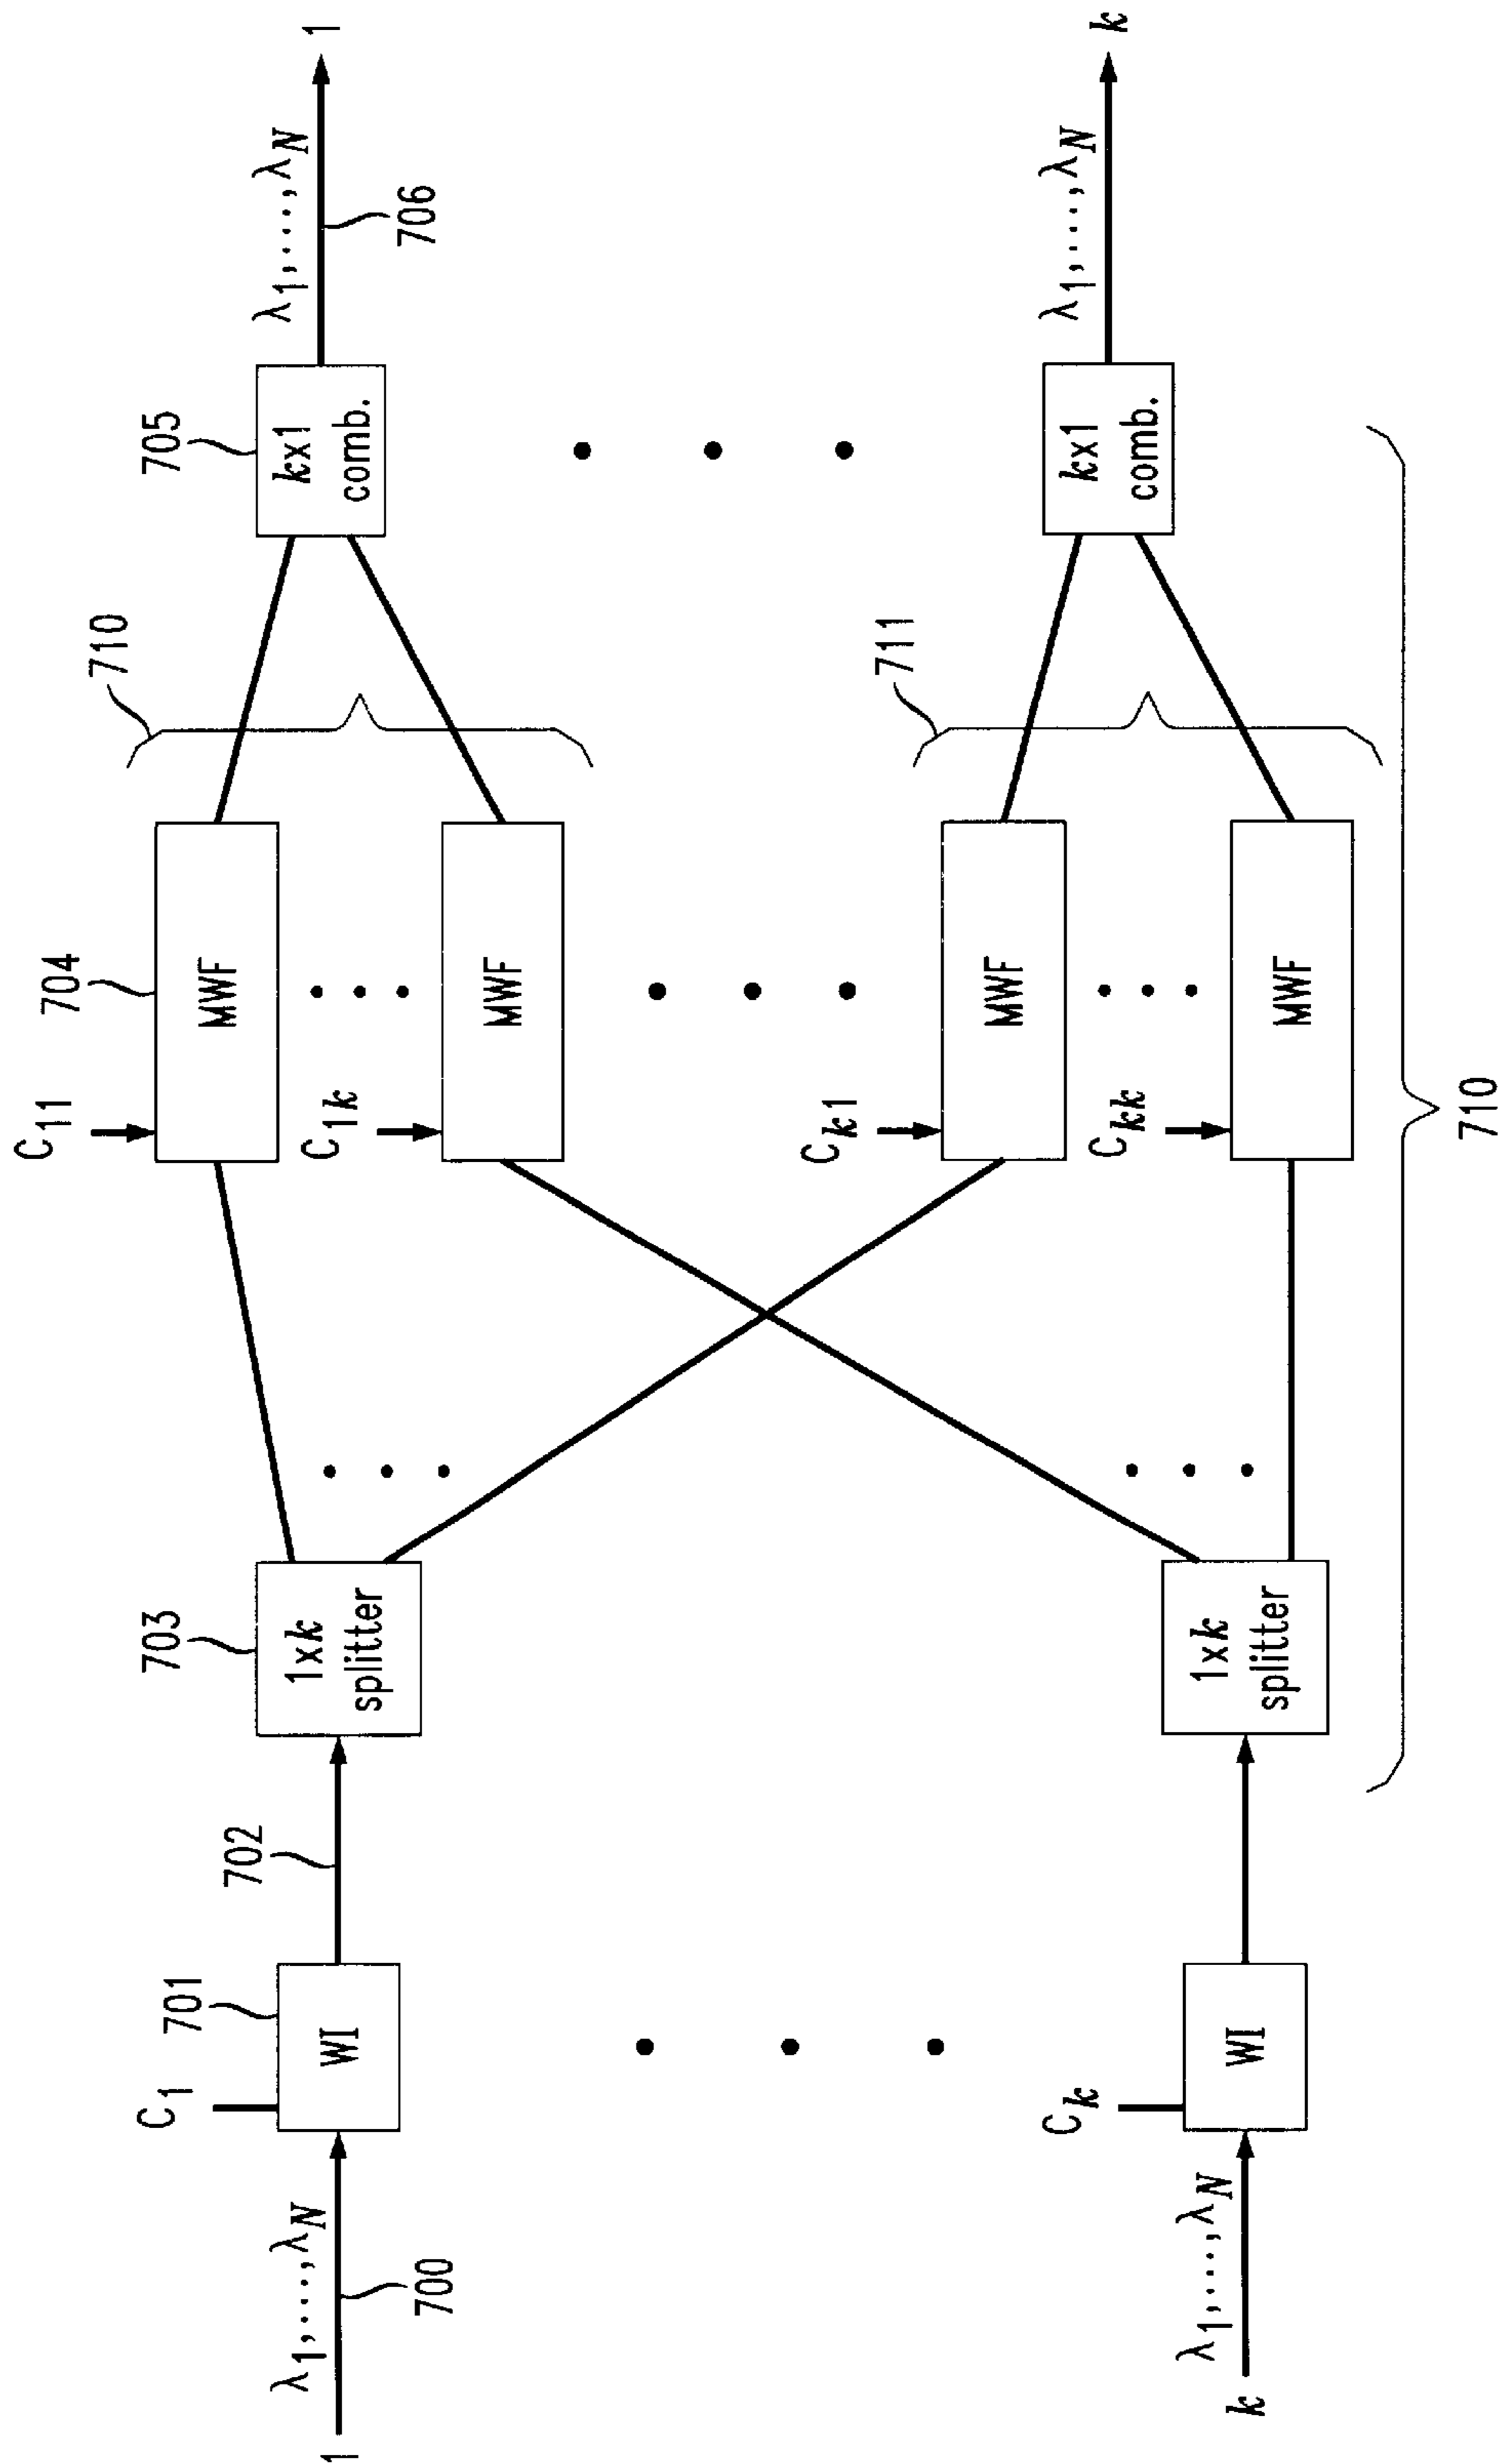 1
λ1,...,λN
700
C1
701
WI
702
703
1xk
splitter
C11
704
MWF
C1k
MWF
710
705
kx1
comb.
λ1,...,λN
706
1
k
λ1,...,λN
Ck
WI
1xk
splitter
Ck1
MWF
Ckk
MWF
711
kx1
comb.
λ1,...,λN
k
710